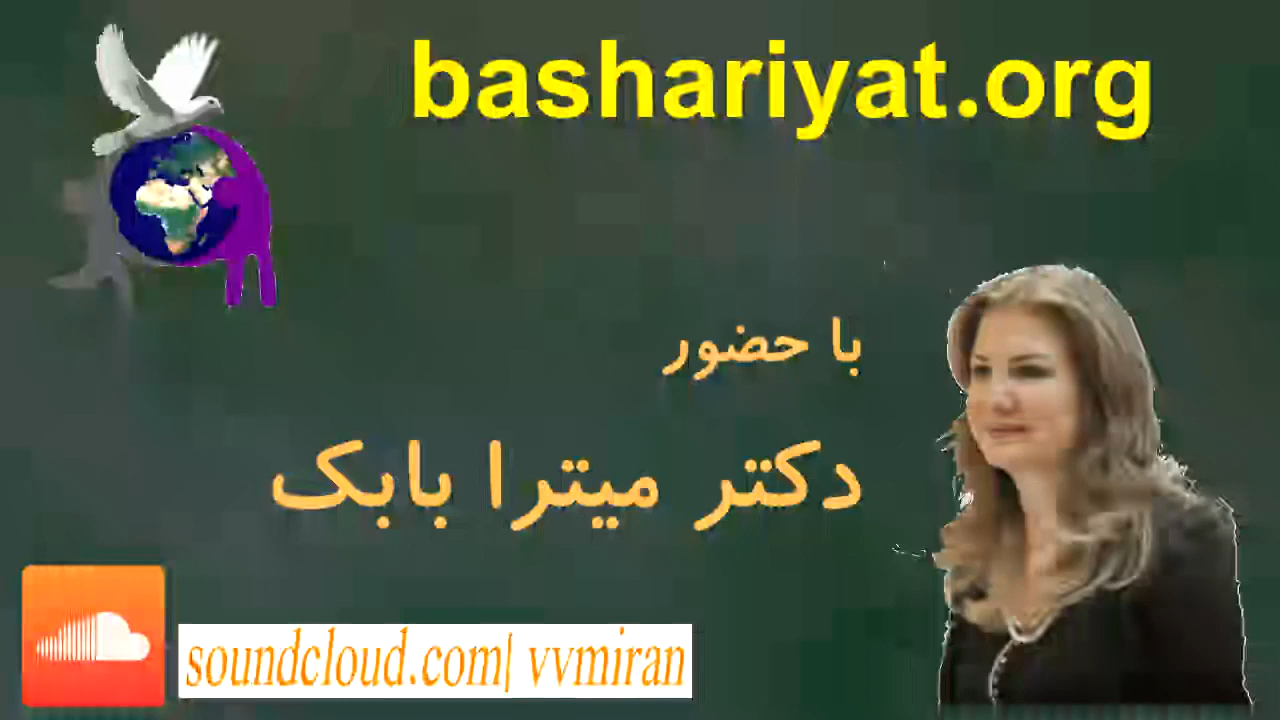 bashariyat.org
با حضور
دکتر میترا بابک
soundcloud.com| vvmiran